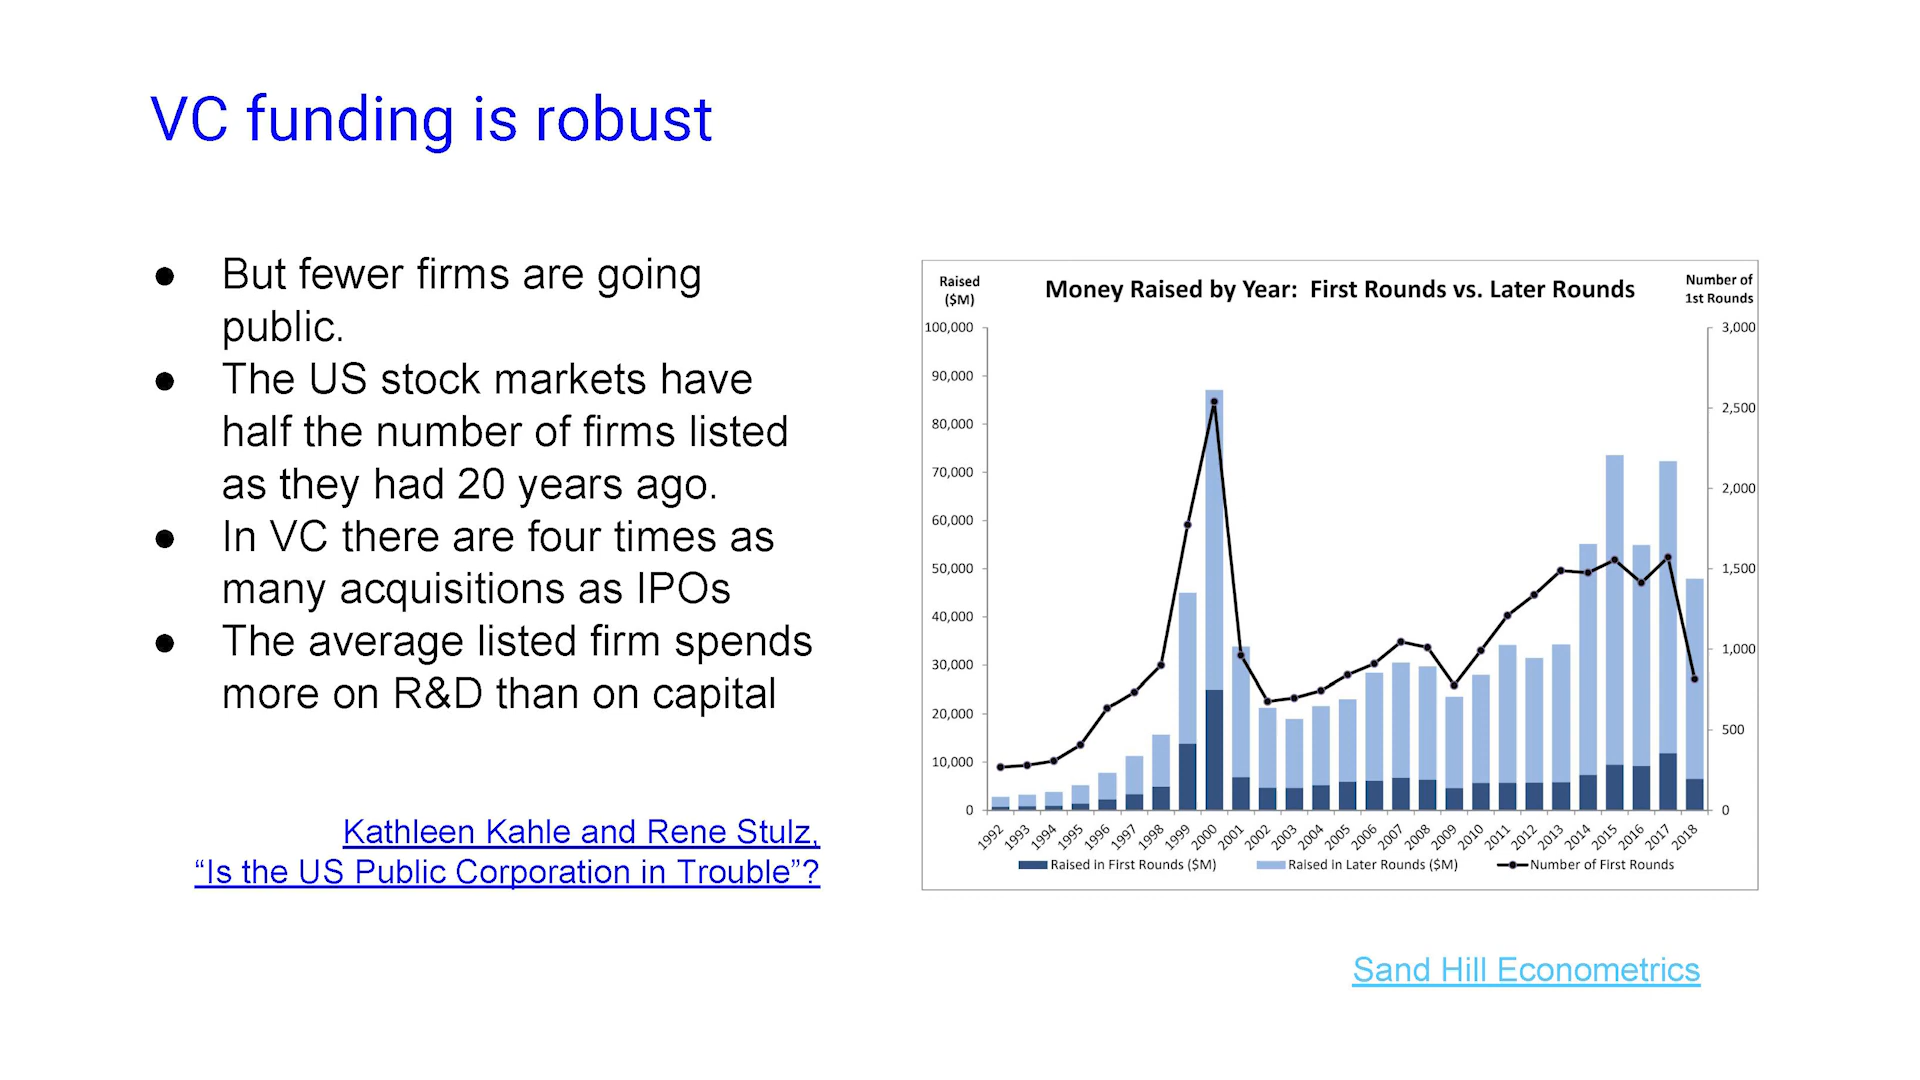 VC funding is robust
● But fewer firms are going
public.
● The US stock markets have
half the number of firms listed
as they had 20 years ago.
● In VC there are four times as
many acquisitions as IPOs
● The average listed firm spends
more on R&D than on capital
Kathleen Kahle and Rene Stulz,
“Is the US Public Corporation in Trouble”?
Raised
($M)
Money Raised by Year: First Rounds vs. Later Rounds
Number of
1st Rounds
100,000
90,000
80,000
70,000
60,000
50,000
40,000
30,000
20,000
10,000
0
3,000
2,500
2,000
1,500
1,000
500
0
1992 1993 1994 1995 1996 1997 1998 1999 2000 2001 2002 2003 2004 2005 2006 2007 2008 2009 2010 2011 2012 2013 2014 2015 2016 2017 2018
Raised in First Rounds ($M) Raised in Later Rounds ($M) Number of First Rounds
Sand Hill Econometrics